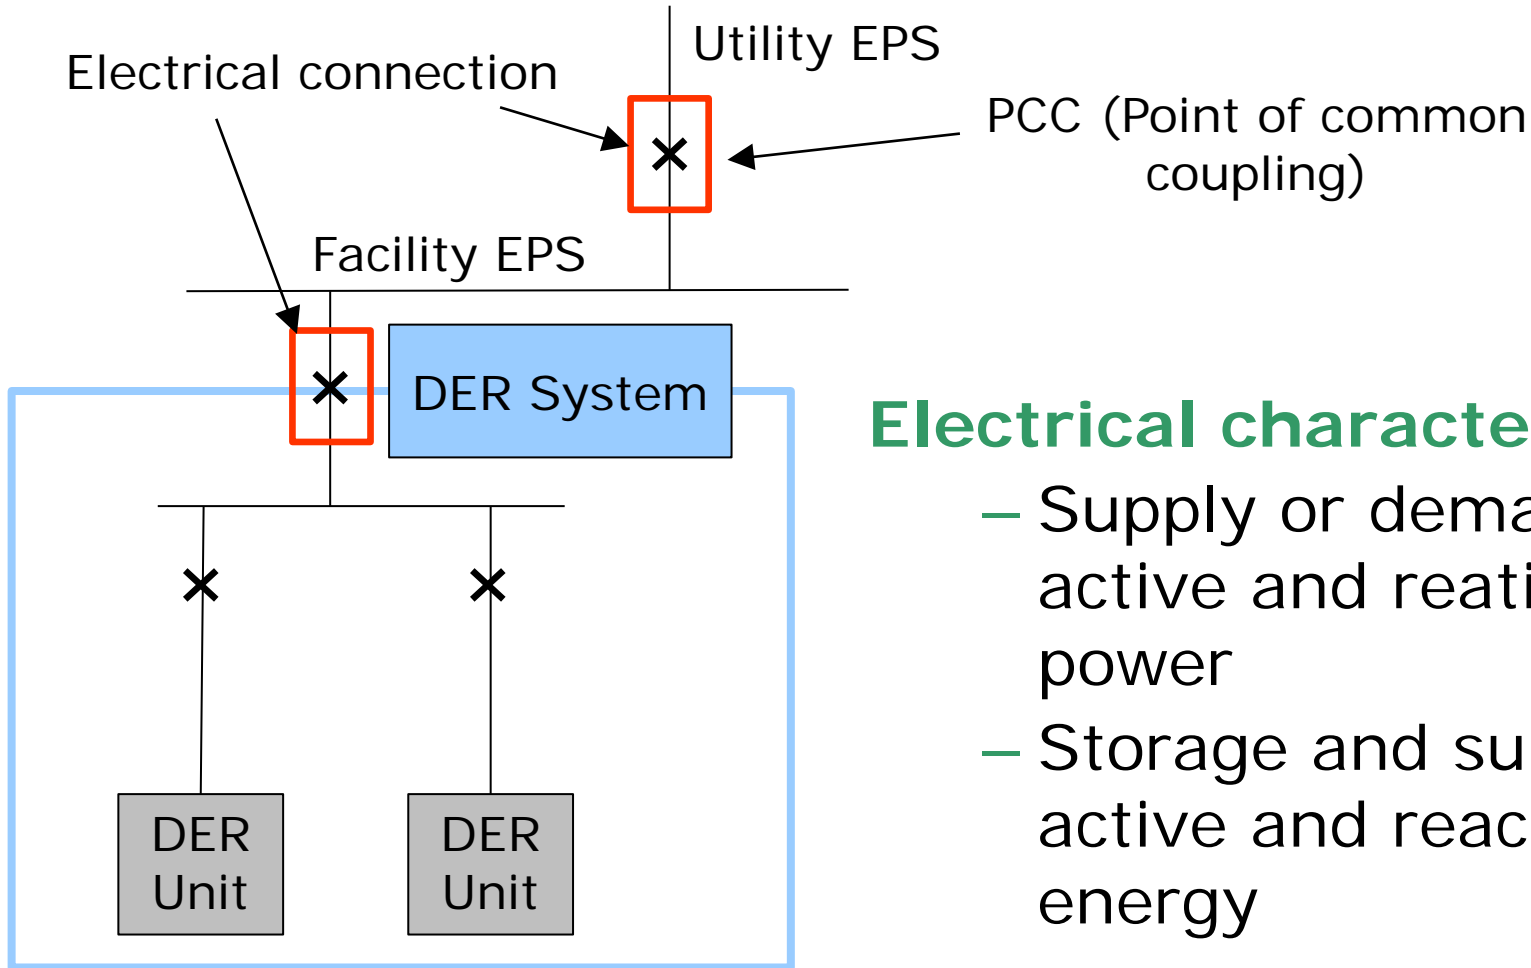 Utility EPS
Electrical connection
PCC (Point of common
coupling)
Facility EPS
DER System
Electrical characte
– Supply or dema
active and reati
power
– Storage and su
active and reac
energy
DER
Unit
DER
Unit